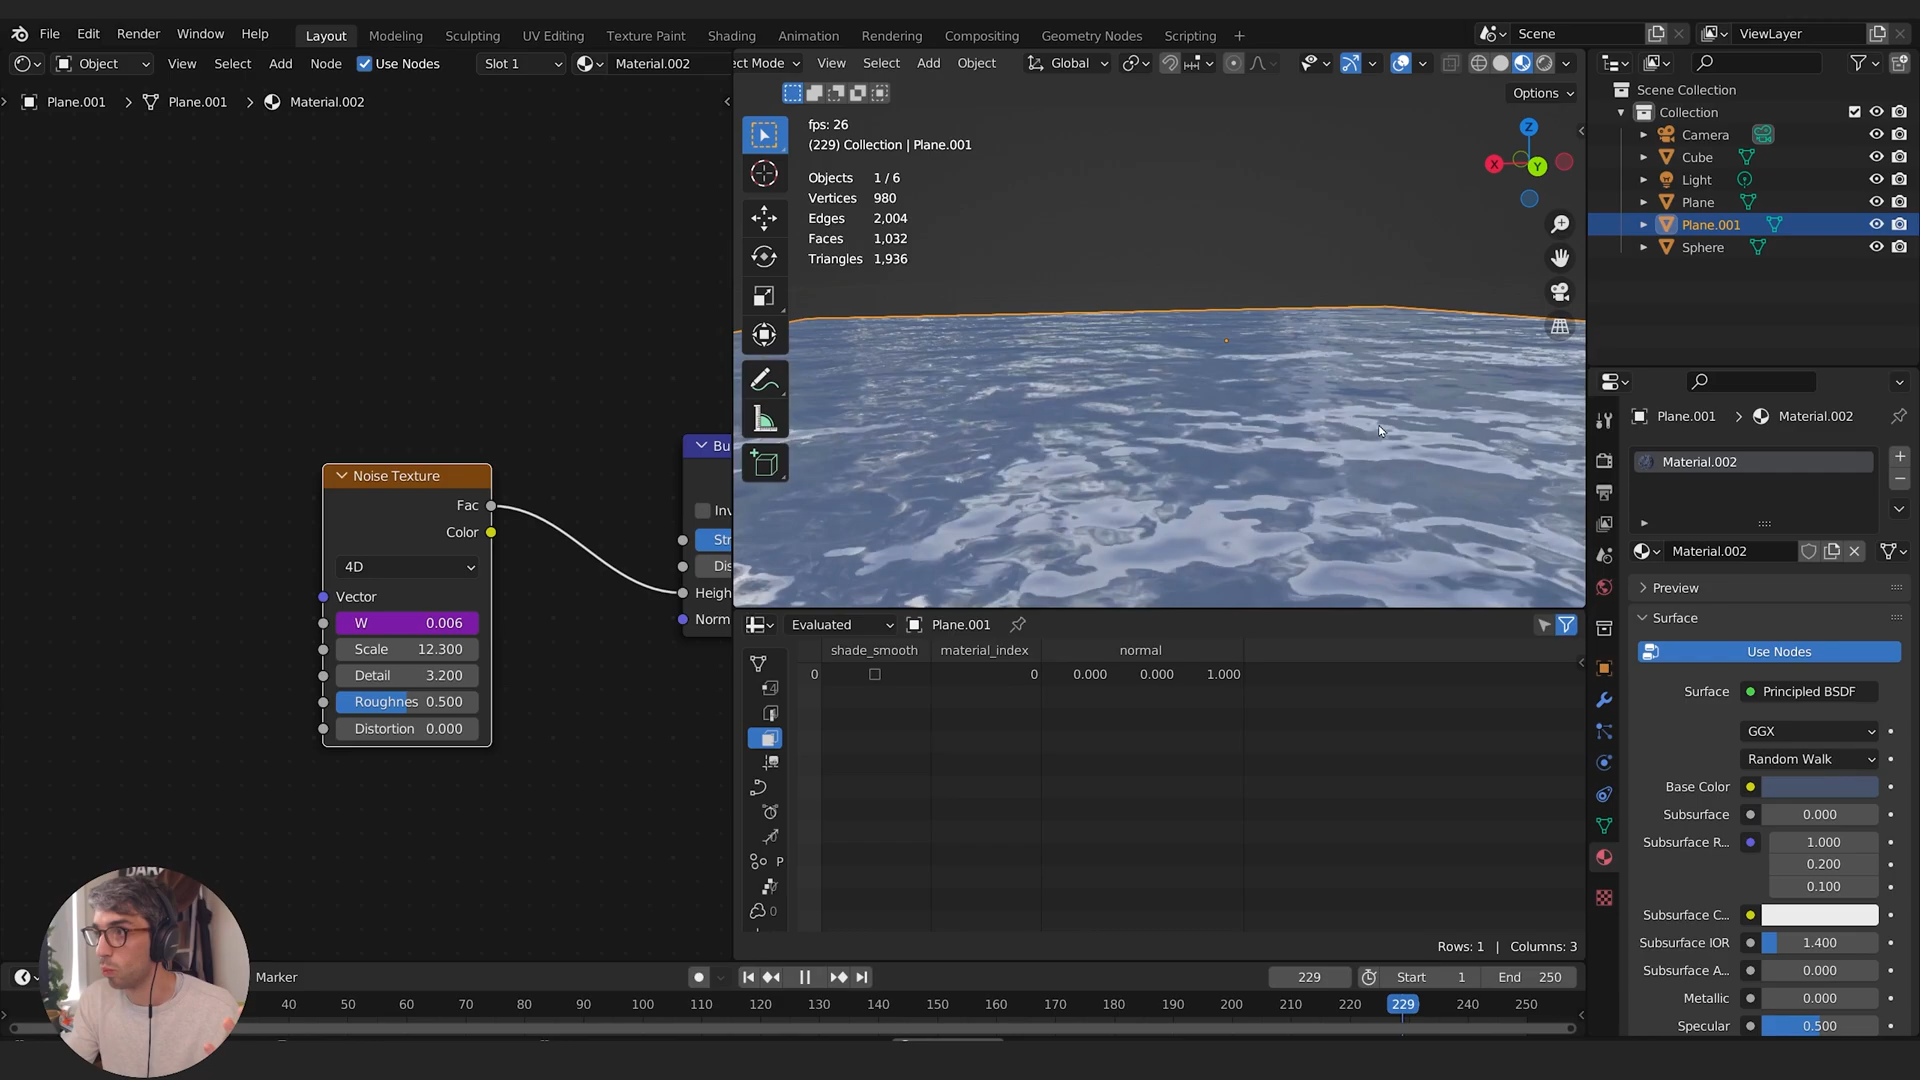 File Edit Render Window Help Layout Modeling Sculpting UV Editing Texture Paint Shading Animation Rendering Compositing Geometry Nodes Scripting Scene ViewLayer
Object View Select Add Node Use Nodes Slot 1 Material.002 ect Mode View Select Add Object Global
Plane.001 Plane.001 Material.002
Options
fps: 26
(229) Collection | Plane.001
Objects 1 / 6
Vertices 980
Edges 2,004
Faces 1,032
Triangles 1,936
Z
X
Y
Scene Collection
Collection
Camera
Cube
Light
Plane
Plane.001
Sphere
Noise Texture
Fac
Color
4D
Vector
W 0.006
Scale 12.300
Detail 3.200
Roughnes 0.500
Distortion 0.000
Bu
Inv
Str
Dis
Heigh
Norm
Evaluated Plane.001
shade_smooth material_index normal
0 0 0.000 0.000 1.000
4
P
0
Rows: 1 | Columns: 3
Plane.001 Material.002
Material.002
Material.002
Preview
Surface
Use Nodes
Surface Principled BSDF
GGX
Random Walk
Base Color
Subsurface 0.000
Subsurface R... 1.000
0.200
0.100
Subsurface C...
Subsurface IOR 1.400
Subsurface A... 0.000
Metallic 0.000
Specular 0.500
Marker 229 Start 1 End 250
40 50 60 70 80 90 100 110 120 130 140 150 160 170 180 190 200 210 220 229 240 250